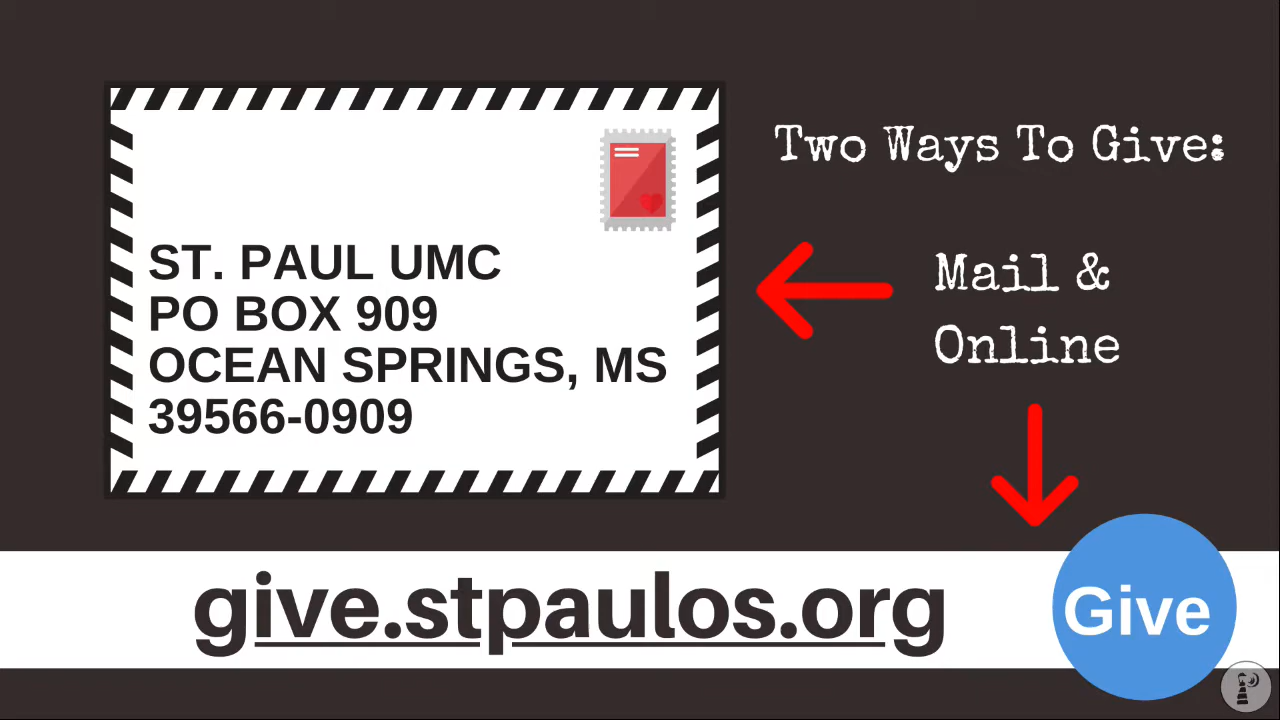 Two Ways To Give:
ST. PAUL UMC
PO BOX 909
OCEAN SPRINGS, MS
39566-0909
Mail &
Online
give.stpaulos.org
Give